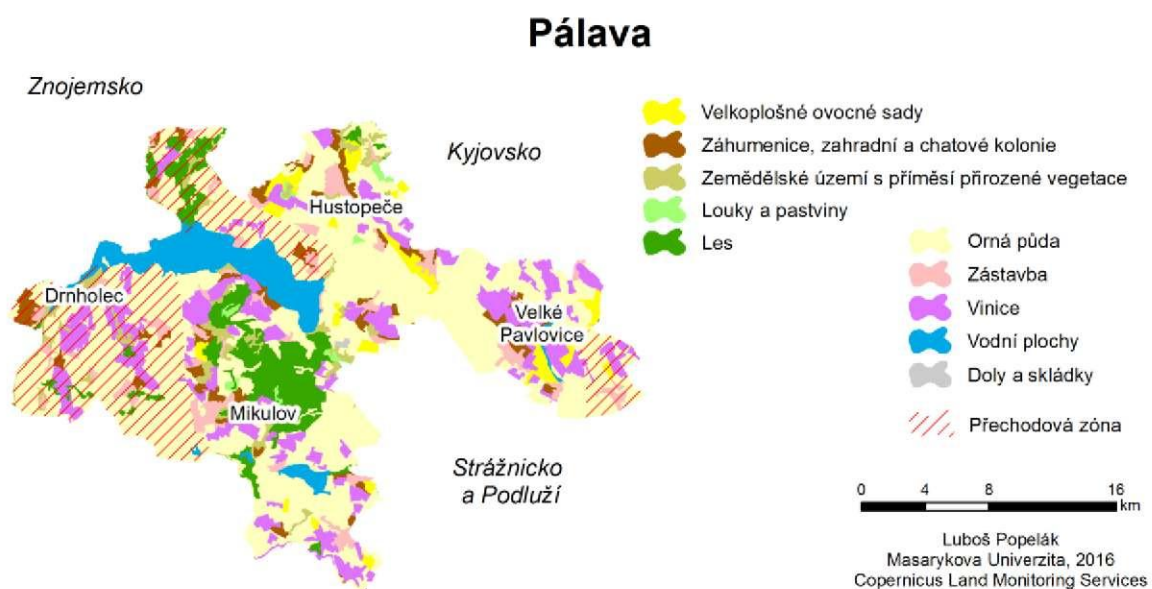 Pálava
Znojemsko
Kyjovsko
Hustopeče
Drnholec
Velké
Pavlovice
Mikulov
Strážnicko
a Podluží
Velkoplošné ovocné sady
Záhumenice, zahradní a chatové kolonie
Zemědělské území s příměsí přirozené vegetace
Louky a pastviny
Les
Orná půda
Zástavba
Vinice
Vodní plochy
Doly a skládky
Přechodová zóna
0 4 8 16
km
Luboš Popelák
Masarykova Univerzita, 2016
Copernicus Land Monitoring Services